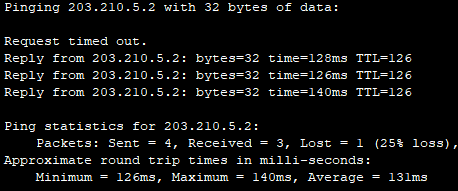 Pinging 203.210.5.2 with 32 bytes of data:
Request timed out.
Reply from 203.210.5.2: bytes=32 time=128ms TTL=126
Reply from 203.210.5.2: bytes=32 time=126ms TTL=126
Reply from 203.210.5.2: bytes=32 time=140ms TTL=126
Ping statistics for 203.210.5.2:
Packets: Sent = 4, Received = 3, Lost = 1 (25% loss),
Approximate round trip times in milli-seconds:
Minimum = 126ms, Maximum = 140ms, Average = 131ms